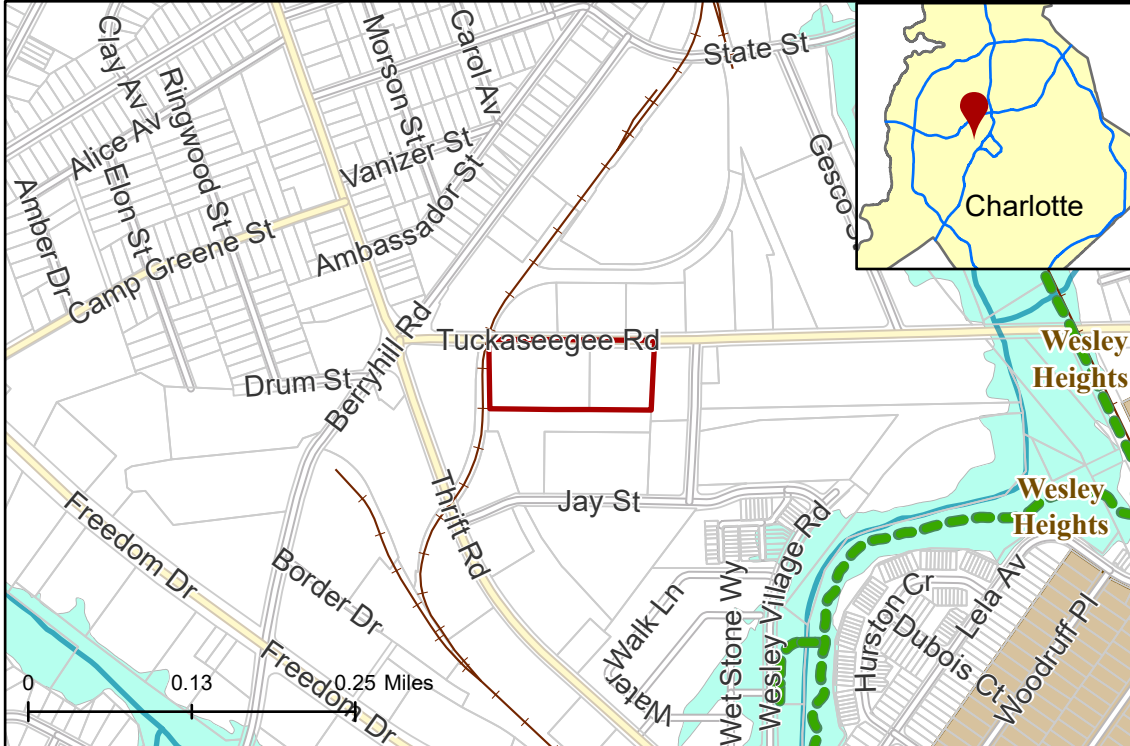 Clay Av
Morson St
Carol Av
State St
Ringwood St
Alice Av
Vanizer St
Elon St
Gesco S
Charlotte
Amber Dr
Ambassador St
Camp Greene St
Tuckaseegee Rd
Wesley
Heights
Drum St
Berryhill Rd
Thrift Rd
Jay St
Wesley
Heights
Freedom Dr
Border Dr
Walk Ln
Water
Wet Stone Wy
Wesley Village Rd
Hurston Cr
Lela Av
Dubois Ct
Woodruff Pl
Freedom Dr
0 0.13 0.25 Miles